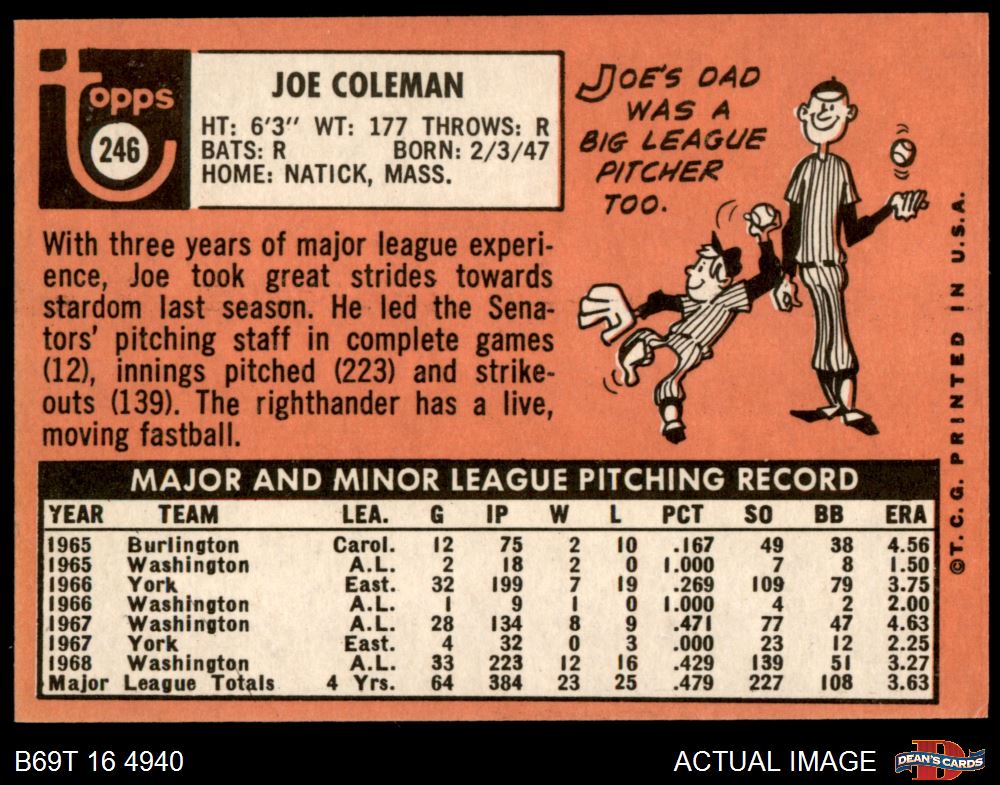 Topps
246
JOE COLEMAN
HT: 6'3" WT: 177 THROWS: R
BATS: R BORN: 2/3/47
HOME: NATICK, MASS.
JOE'S DAD
WAS A
BIG LEAGUE
PITCHER
TOO.
With three years of major league experi-
ence, Joe took great strides towards
stardom last season. He led the Sena-
tors' pitching staff in complete games
(12), innings pitched (223) and strike-
outs (139). The righthander has a live,
moving fastball.
©T.C.G. PRINTED IN U.S.A.
MAJOR AND MINOR LEAGUE PITCHING RECORD
YEAR TEAM LEA. G IP W L PCT SO BB ERA
1965 Burlington Carol. 12 75 2 10 .167 49 38 4.56
1965 Washington A.L. 2 18 2 0 1.000 7 8 1.50
1966 York East. 32 199 7 19 .269 109 79 3.75
1966 Washington A.L. 1 9 1 0 1.000 4 2 2.00
1967 Washington A.L. 28 134 8 9 .471 77 47 4.63
1967 York East. 4 32 0 3 .000 23 12 2.25
1968 Washington A.L. 33 223 12 16 .429 139 51 3.27
Major League Totals 4 Yrs. 64 384 23 25 .479 227 108 3.63
B69T 16 4940
ACTUAL IMAGE
D
DEAN'S CARDS